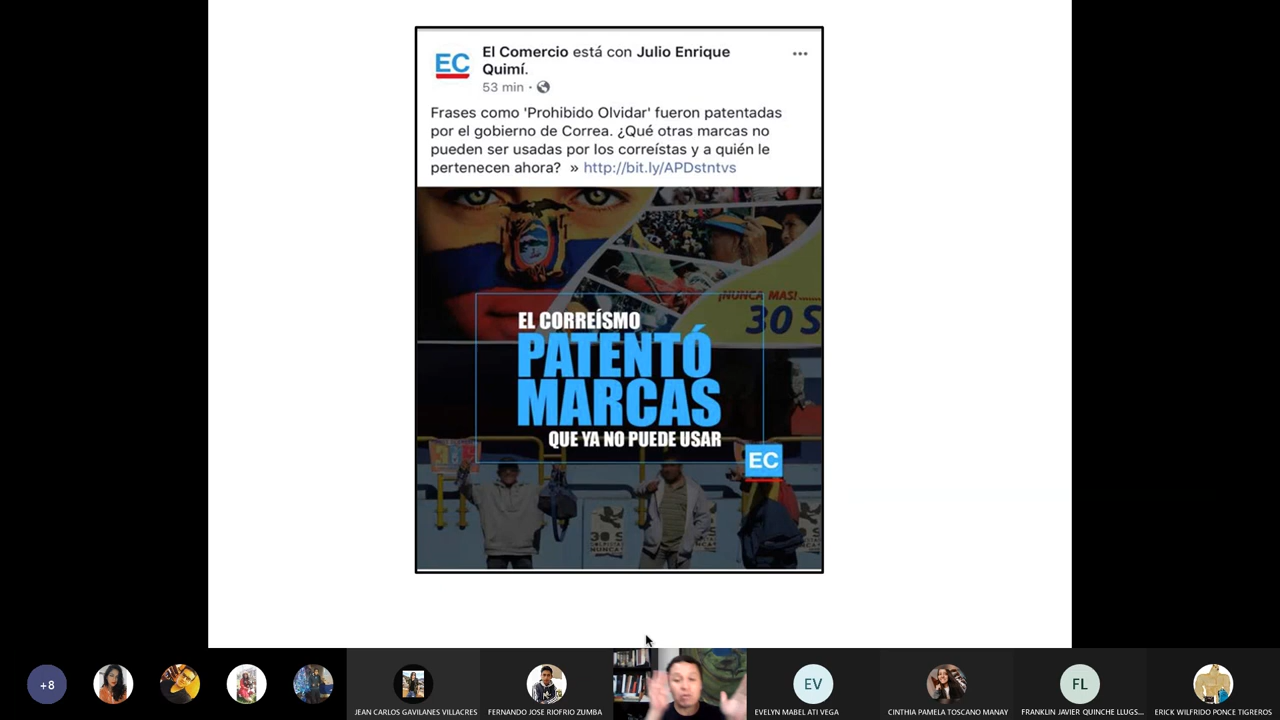 EC
El Comercio está con Julio Enrique
Quimí.
53 min ·
Frases como 'Prohibido Olvidar' fueron patentadas
por el gobierno de Correa. ¿Qué otras marcas no
pueden ser usadas por los correístas y a quién le
pertenecen ahora? » http://bit.ly/APDstntvs
¡NUNCA MAS!......
30 S
EL CORREÍSMO
PATENTÓ
MARCAS
QUE YA NO PUEDE USAR
EC
30 S
NUNCA!
+8
JEAN CARLOS GAVILANES VILLACRES
FERNANDO JOSE RIOFRIO ZUMBA
EV
EVELYN MABEL ATI VEGA
CINTHIA PAMELA TOSCANO MANAY
FL
FRANKLIN JAVIER QUINCHE LLUGS...
ERICK WILFRIDO PONCE TIGREROS